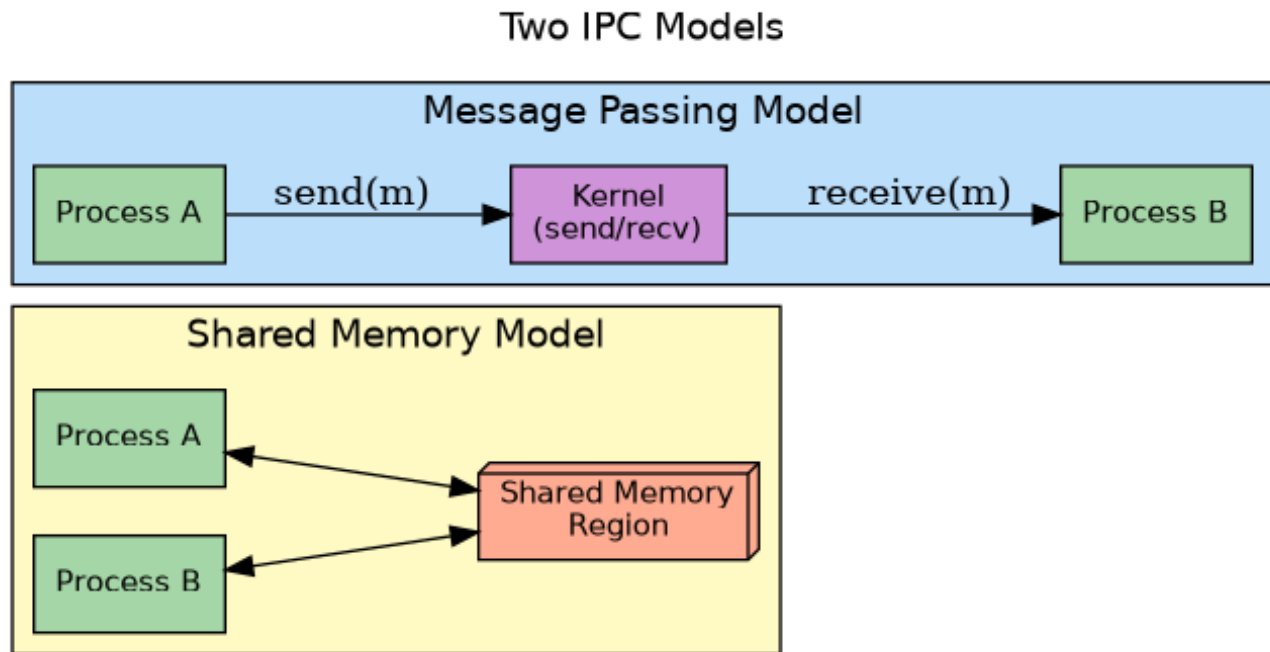 Two IPC Models
Message Passing Model
Process A
send(m)
Kernel
(send/recv)
receive(m)
Process B
Shared Memory Model
Process A
Shared Memory
Region
Process B